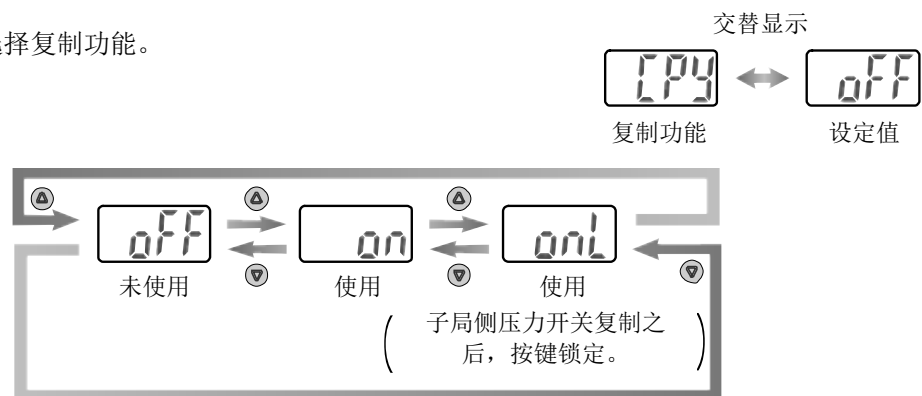 交替显示
择复制功能。
CPY oFF
复制功能 设定值
oFF on onL
未使用 使用 使用
( 子局侧压力开关复制之
后，按键锁定。 )